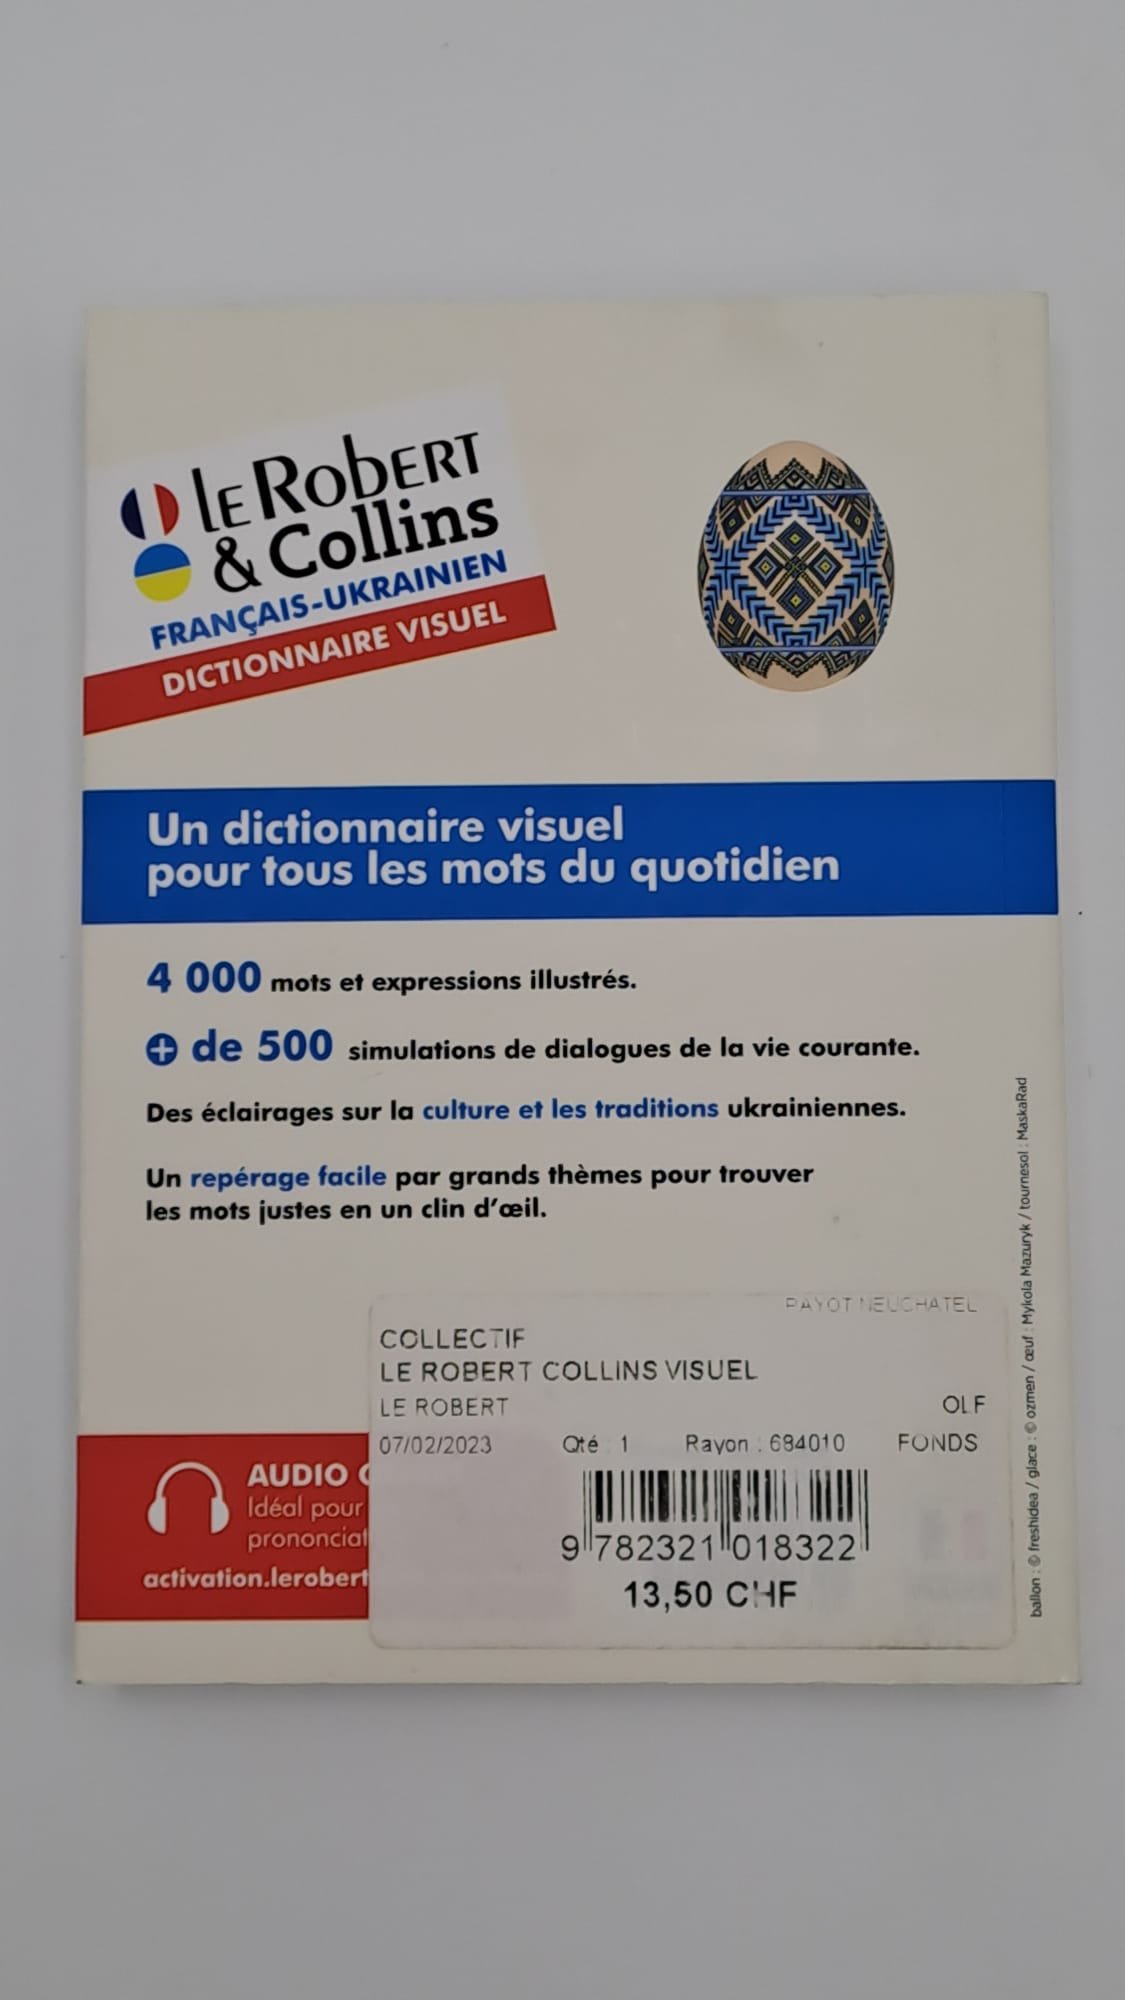 le Robert
& Collins
FRANÇAIS-UKRAINIEN
DICTIONNAIRE VISUEL
Un dictionnaire visuel
pour tous les mots du quotidien
4 000 mots et expressions illustrés.
+ de 500 simulations de dialogues de la vie courante.
Des éclairages sur la culture et les traditions ukrainiennes.
Un repérage facile par grands thèmes pour trouver
les mots justes en un clin d'œil.
PAYOT NEUCHATEL
COLLECTIF
LE ROBERT COLLINS VISUEL
LE ROBERT OLF
07/02/2023 Qté : 1 Rayon : 684010 FONDS
9 782321 018322
13,50 CHF
AUDIO
Idéal pour
prononciat
activation.lerobert
ballon : © freshidea / glace : © ozmen / œuf : Mykola Mazuryk / tournesol : MaskaRad